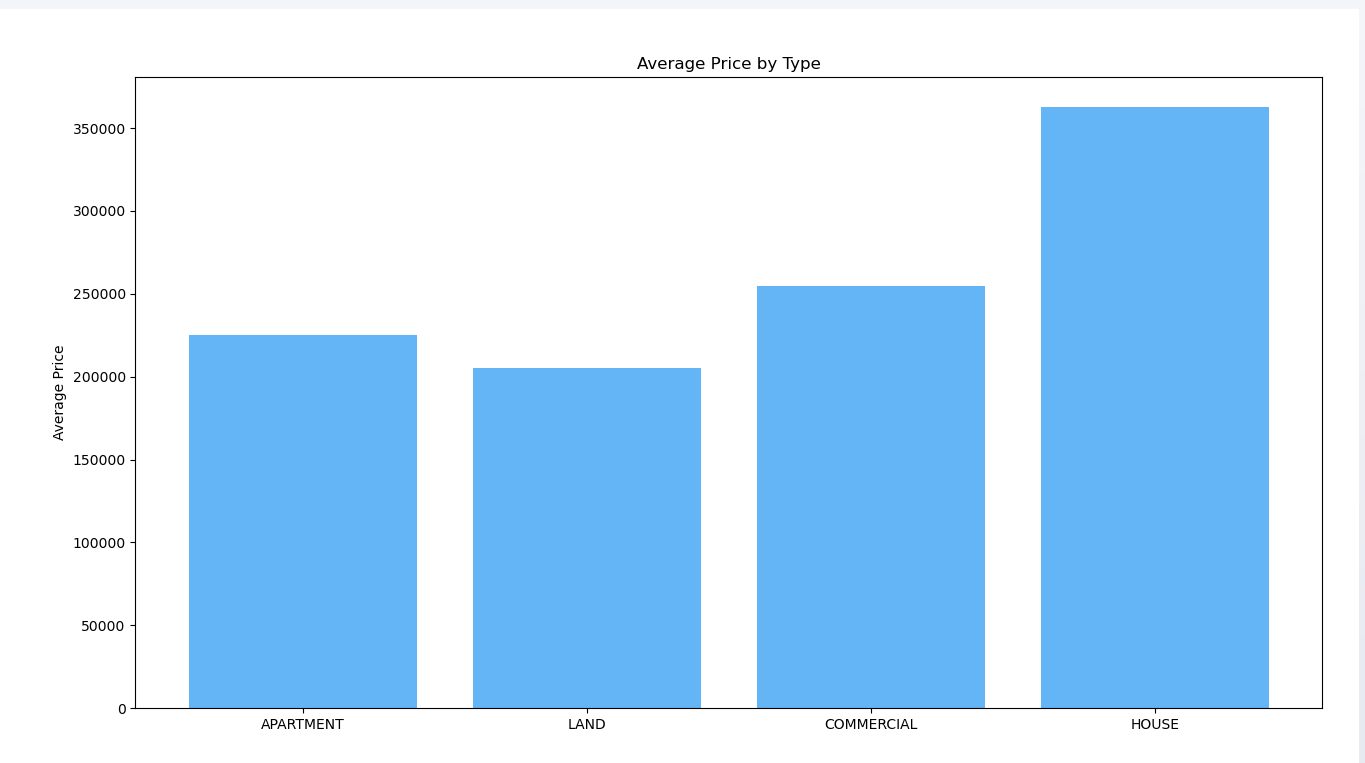 Average Price by Type
Average Price
350000
300000
250000
200000
150000
100000
50000
0
APARTMENT LAND COMMERCIAL HOUSE